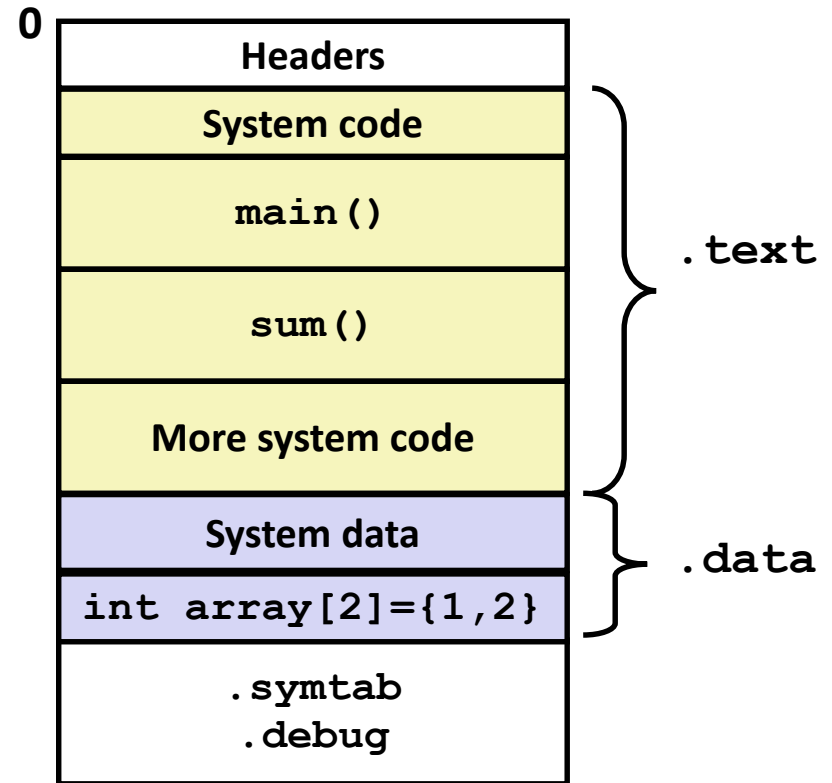 0
Headers
System code
main()
sum()
More system code
.text
System data
int array[2]={1,2}
.data
.symtab
.debug